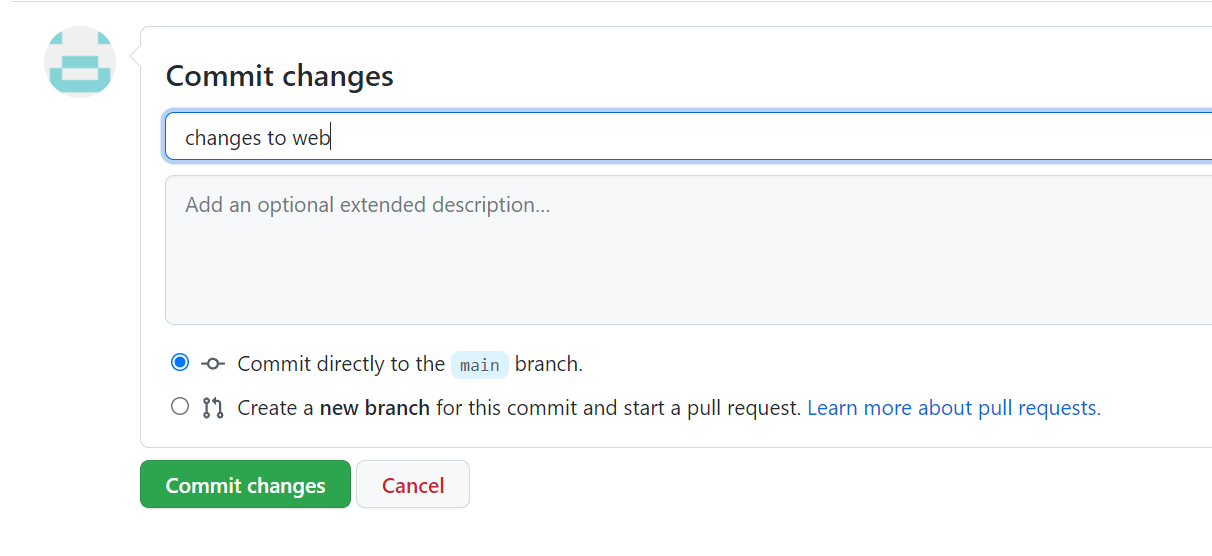 Commit changes
changes to web
Add an optional extended description…
Commit directly to the main branch.
Create a new branch for this commit and start a pull request. Learn more about pull requests.
Commit changes Cancel